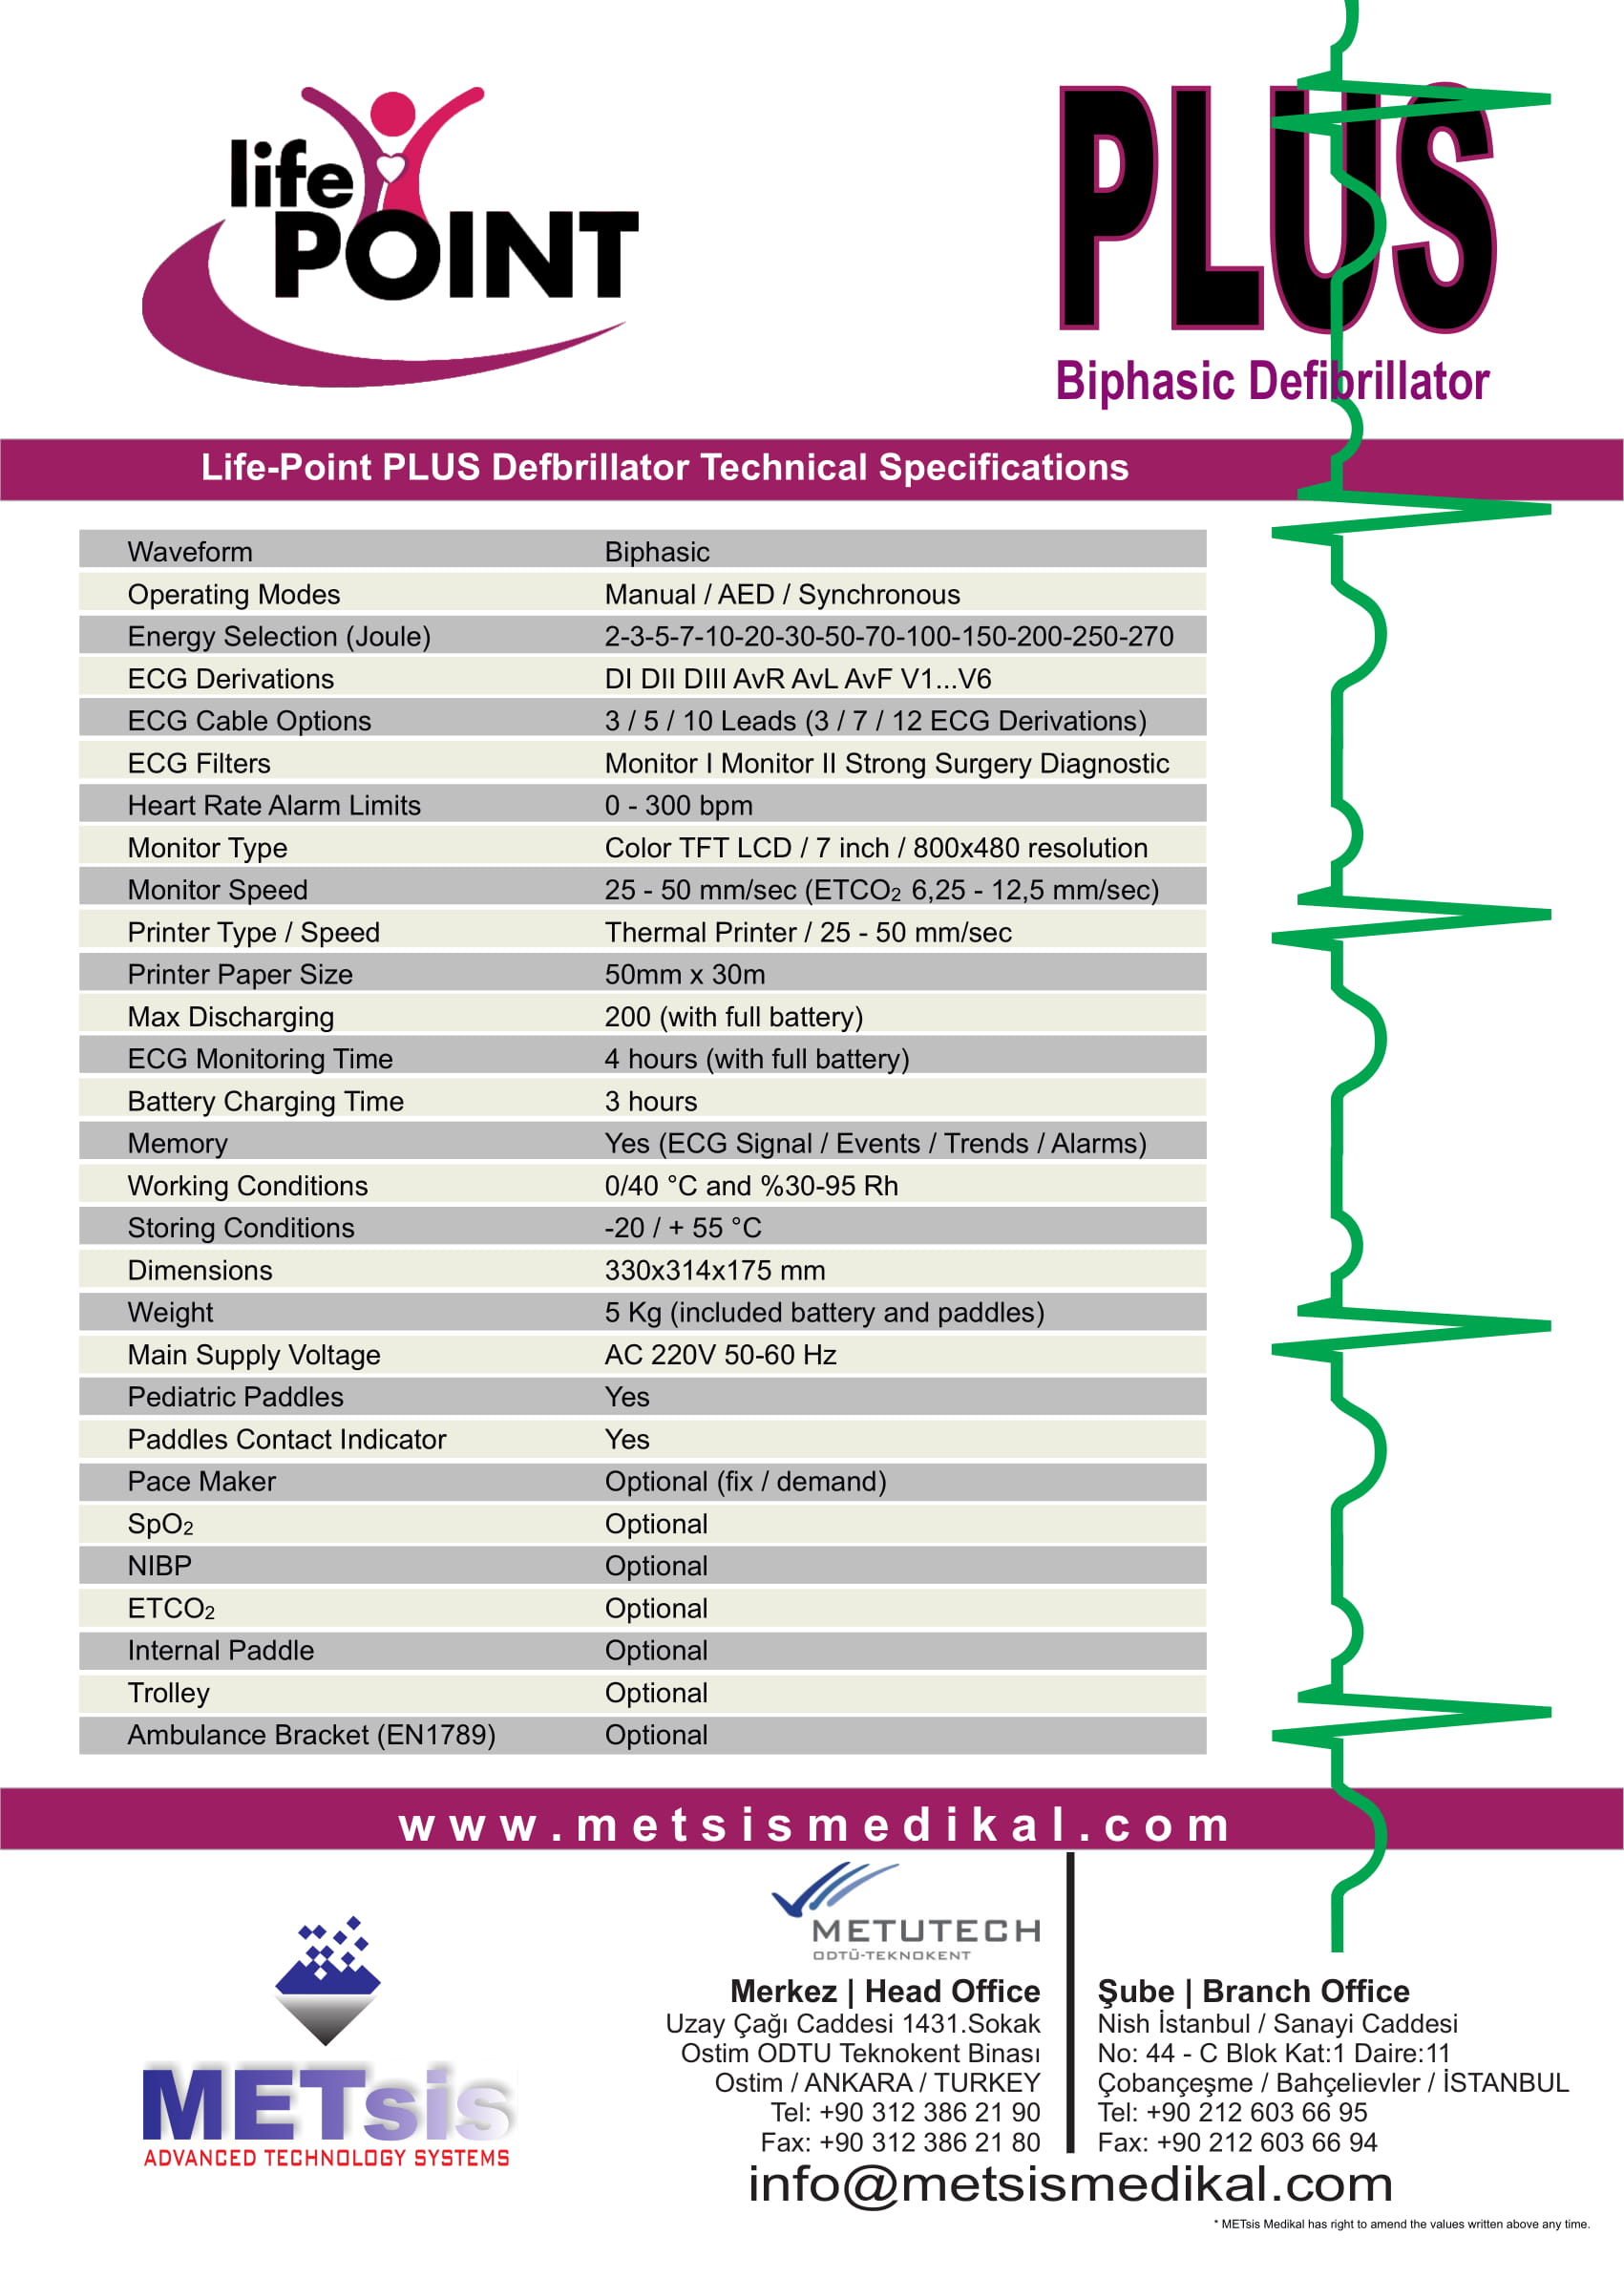 life
POINT
PLUS
Biphasic Defibrillator
Life-Point PLUS Defbrillator Technical Specifications
Waveform Biphasic
Operating Modes Manual / AED / Synchronous
Energy Selection (Joule) 2-3-5-7-10-20-30-50-70-100-150-200-250-270
ECG Derivations DI DII DIII AvR AvL AvF V1...V6
ECG Cable Options 3 / 5 / 10 Leads (3 / 7 / 12 ECG Derivations)
ECG Filters Monitor I Monitor II Strong Surgery Diagnostic
Heart Rate Alarm Limits 0 - 300 bpm
Monitor Type Color TFT LCD / 7 inch / 800x480 resolution
Monitor Speed 25 - 50 mm/sec (ETCO₂ 6,25 - 12,5 mm/sec)
Printer Type / Speed Thermal Printer / 25 - 50 mm/sec
Printer Paper Size 50mm x 30m
Max Discharging 200 (with full battery)
ECG Monitoring Time 4 hours (with full battery)
Battery Charging Time 3 hours
Memory Yes (ECG Signal / Events / Trends / Alarms)
Working Conditions 0/40 °C and %30-95 Rh
Storing Conditions -20 / + 55 °C
Dimensions 330x314x175 mm
Weight 5 Kg (included battery and paddles)
Main Supply Voltage AC 220V 50-60 Hz
Pediatric Paddles Yes
Paddles Contact Indicator Yes
Pace Maker Optional (fix / demand)
SpO₂ Optional
NIBP Optional
ETCO₂ Optional
Internal Paddle Optional
Trolley Optional
Ambulance Bracket (EN1789) Optional
www.metsismedikal.com
METsis
ADVANCED TECHNOLOGY SYSTEMS
METUTECH
ODTÜ-TEKNOKENT
Merkez | Head Office
Uzay Çağı Caddesi 1431.Sokak
Ostim ODTU Teknokent Binası
Ostim / ANKARA / TURKEY
Tel: +90 312 386 21 90
Fax: +90 312 386 21 80
Şube | Branch Office
Nish İstanbul / Sanayi Caddesi
No: 44 - C Blok Kat:1 Daire:11
Çobançeşme / Bahçelievler / İSTANBUL
Tel: +90 212 603 66 95
Fax: +90 212 603 66 94
info@metsismedikal.com
* METsis Medikal has right to amend the values written above any time.